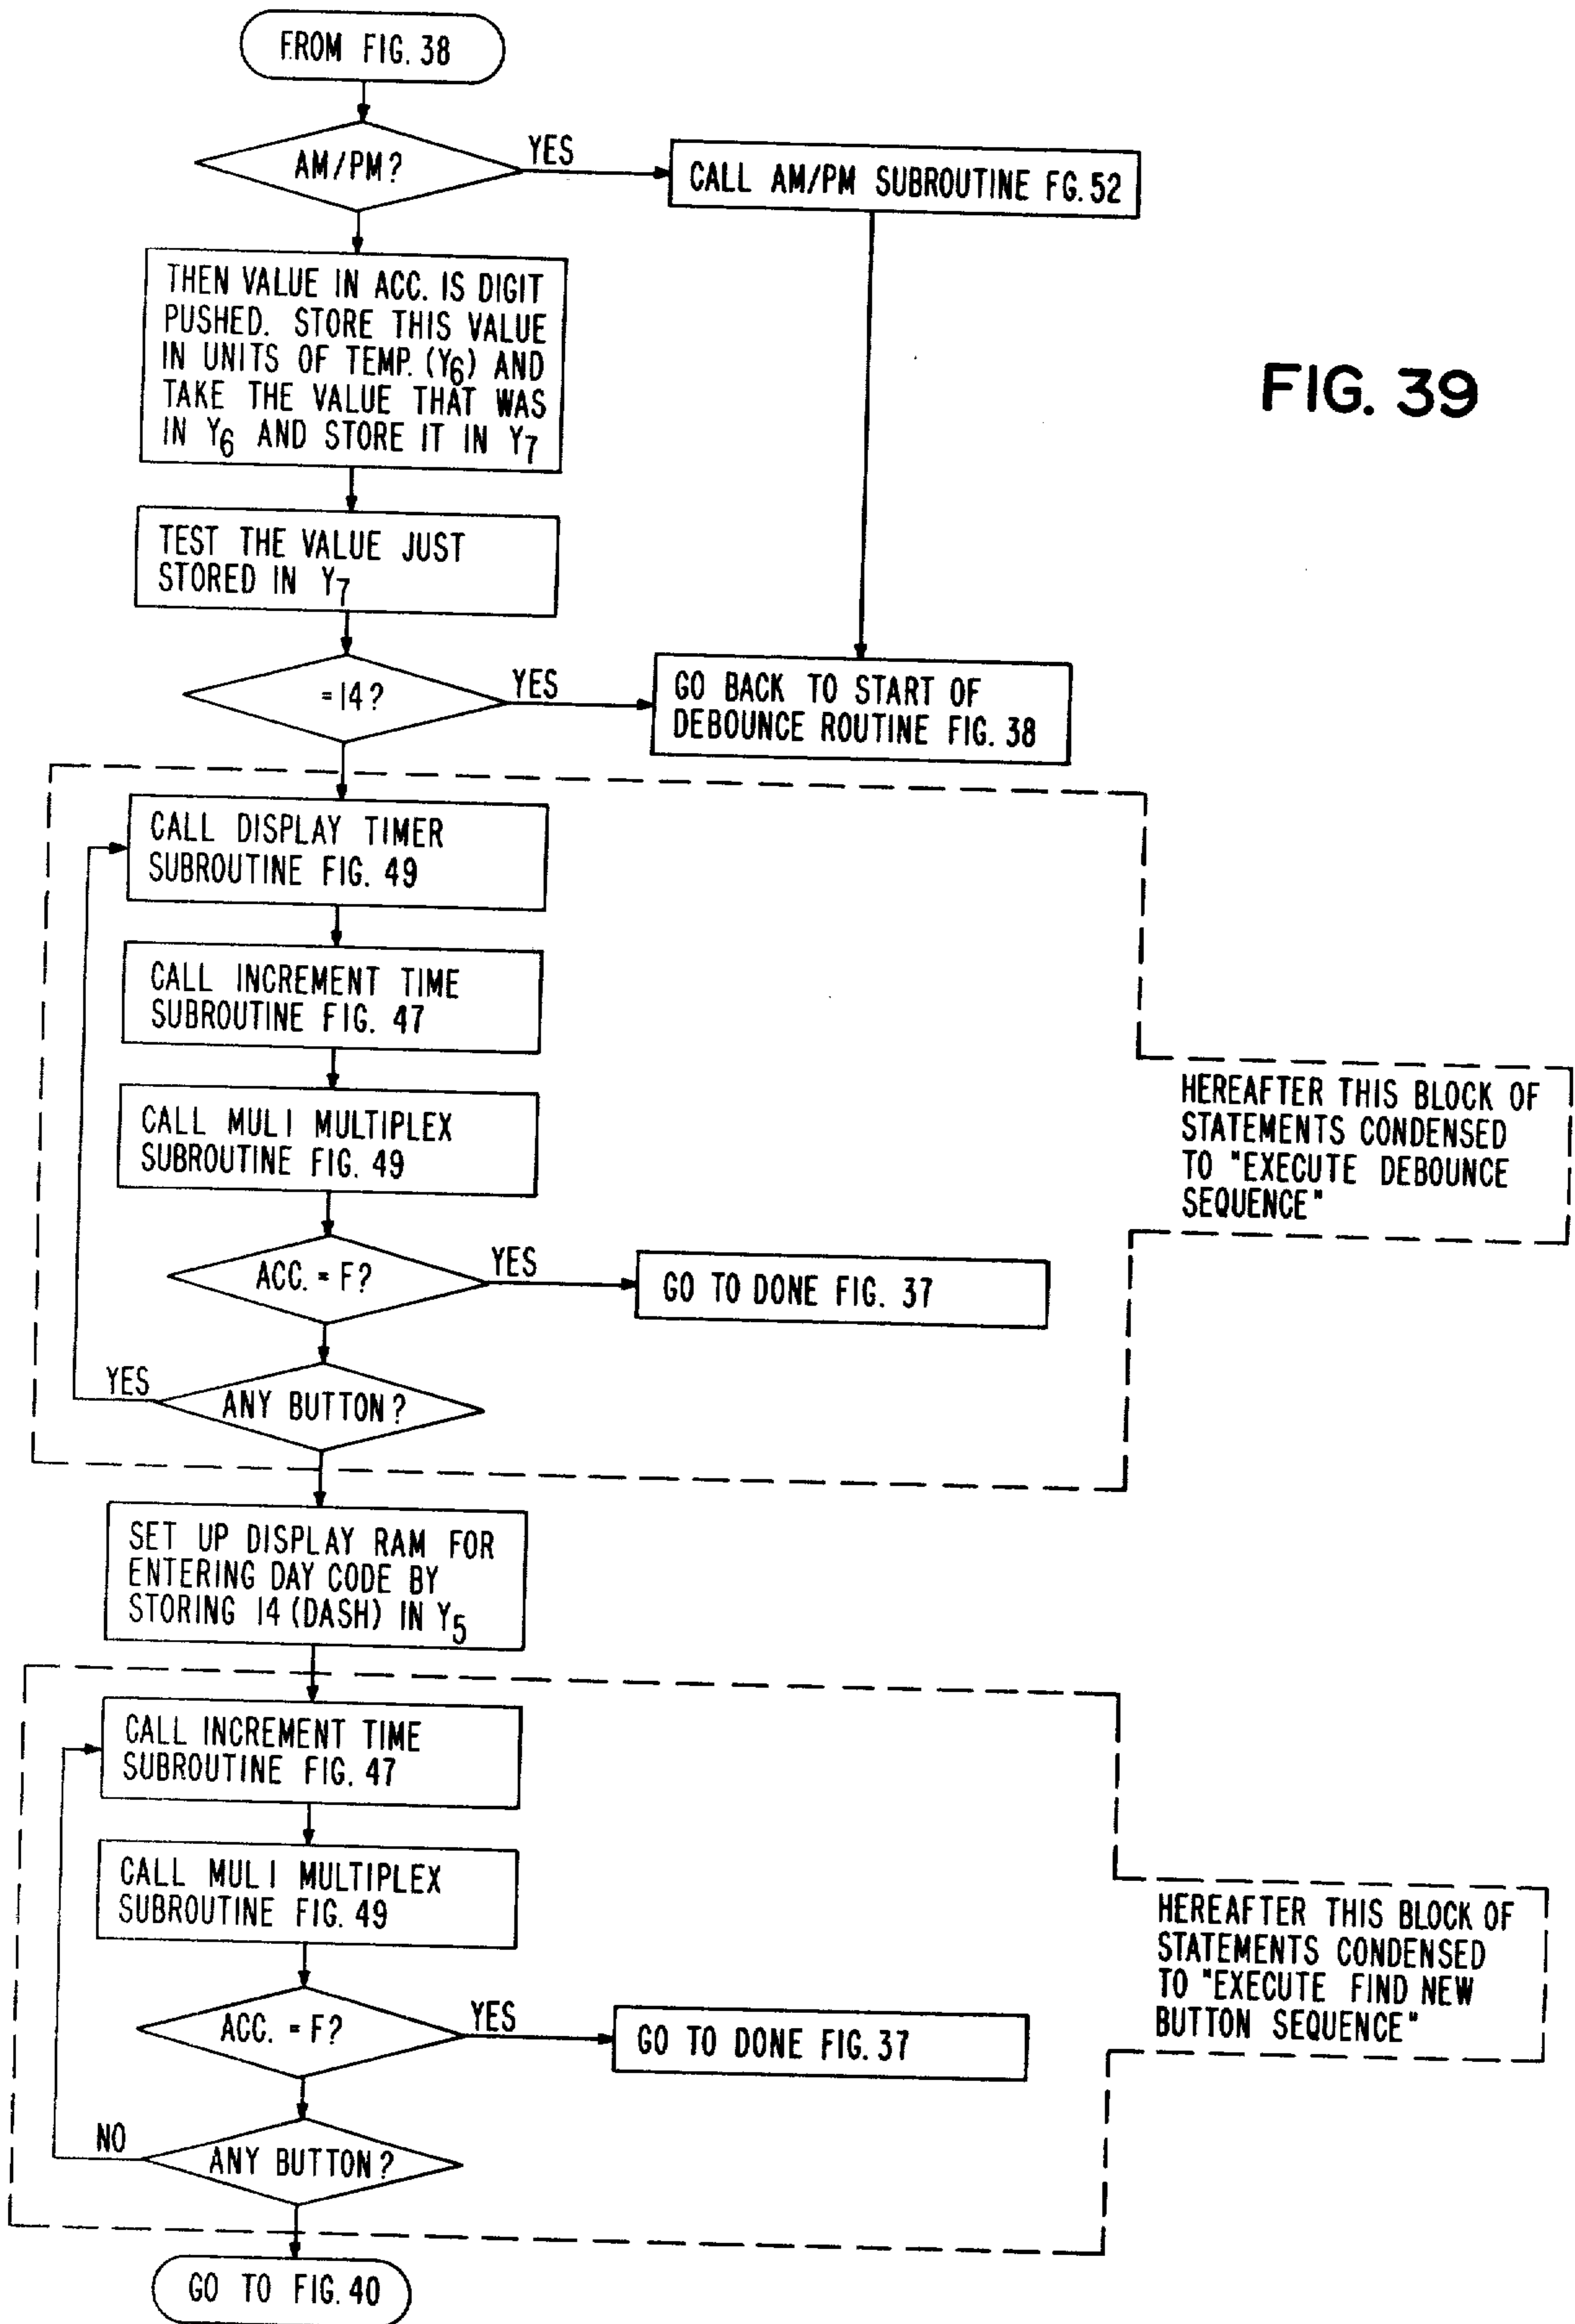 FROM FIG. 38
AM/PM?
YES
CALL AM/PM SUBROUTINE FG. 52
THEN VALUE IN ACC. IS DIGIT
PUSHED. STORE THIS VALUE
IN UNITS OF TEMP. (Y6) AND
TAKE THE VALUE THAT WAS
IN Y6 AND STORE IT IN Y7
FIG. 39
TEST THE VALUE JUST
STORED IN Y7
=14?
YES
GO BACK TO START OF
DEBOUNCE ROUTINE FIG. 38
CALL DISPLAY TIMER
SUBROUTINE FIG. 49
CALL INCREMENT TIME
SUBROUTINE FIG. 47
CALL MUL1 MULTIPLEX
SUBROUTINE FIG. 49
HEREAFTER THIS BLOCK OF
STATEMENTS CONDENSED
TO "EXECUTE DEBOUNCE
SEQUENCE"
ACC. = F?
YES
GO TO DONE FIG. 37
YES
ANY BUTTON?
SET UP DISPLAY RAM FOR
ENTERING DAY CODE BY
STORING 14 (DASH) IN Y5
CALL INCREMENT TIME
SUBROUTINE FIG. 47
CALL MUL1 MULTIPLEX
SUBROUTINE FIG. 49
HEREAFTER THIS BLOCK OF
STATEMENTS CONDENSED
TO "EXECUTE FIND NEW
BUTTON SEQUENCE"
ACC. = F?
YES
GO TO DONE FIG. 37
NO
ANY BUTTON?
GO TO FIG. 40